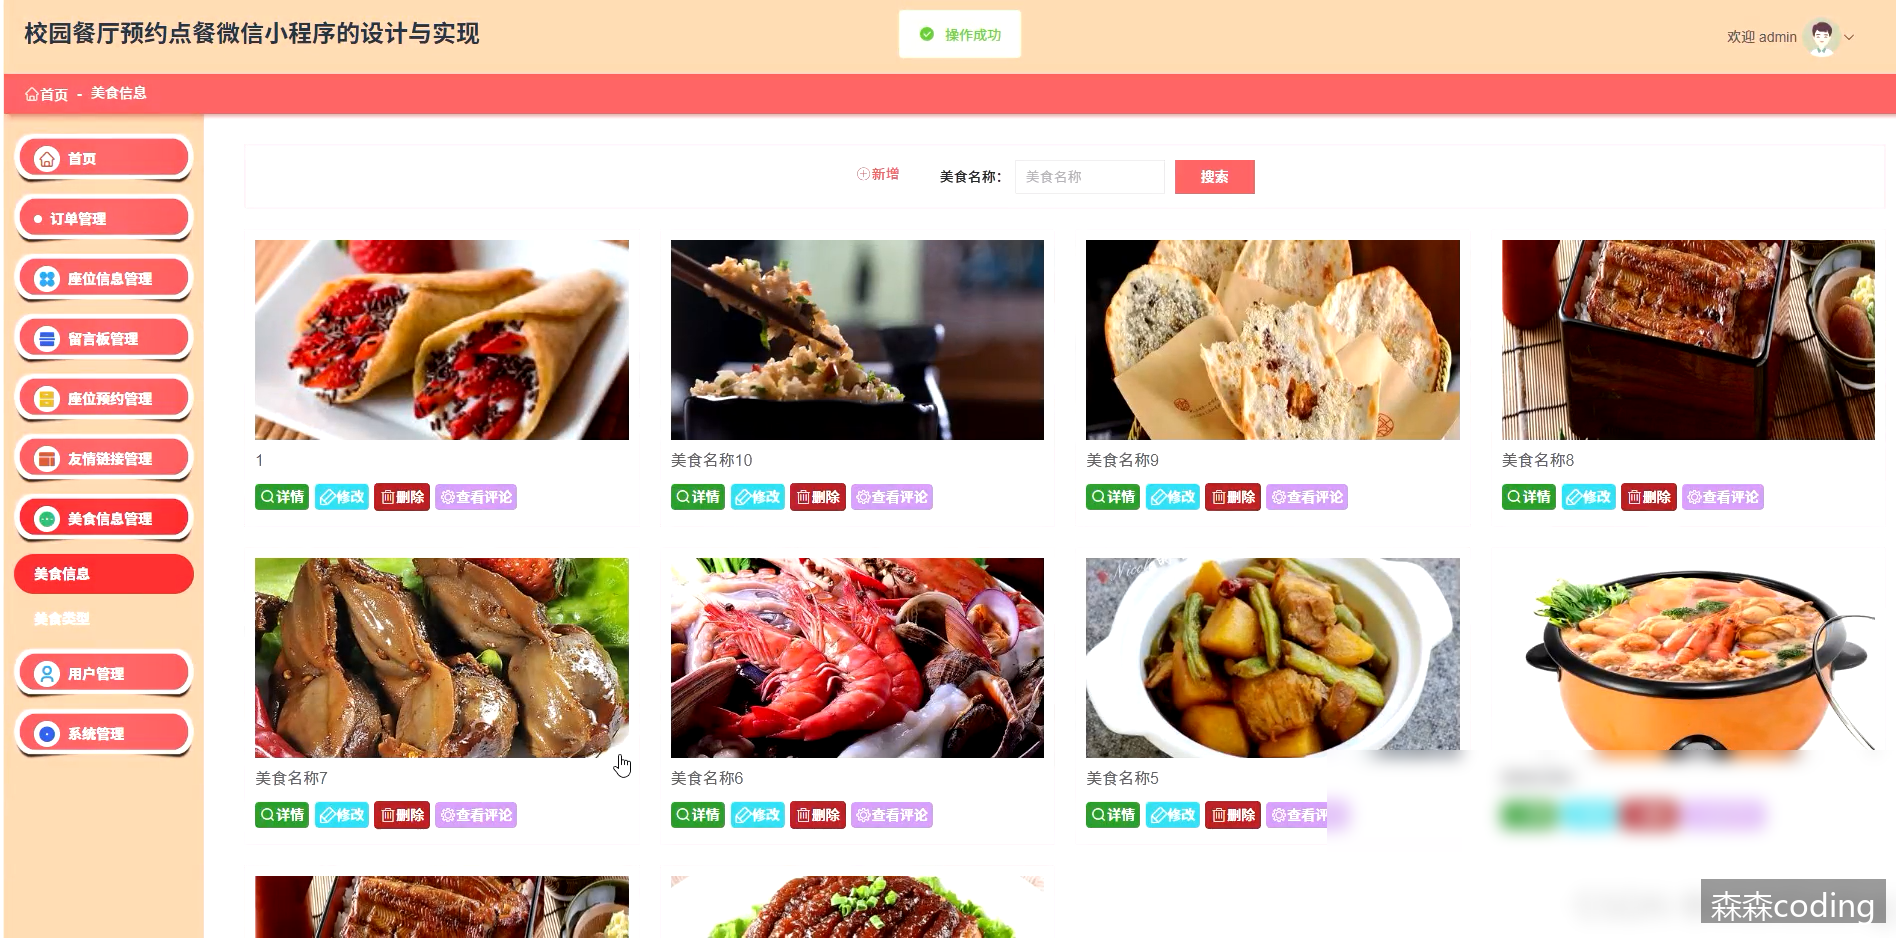 校园餐厅预约点餐微信小程序的设计与实现
操作成功
欢迎 admin
首页 - 美食信息
首页
订单管理
座位信息管理
留言板管理
座位预约管理
友情链接管理
美食信息管理
美食信息
美食类型
用户管理
系统管理
新增 美食名称: 美食名称 搜索
1
详情 修改 删除 查看评论
美食名称10
详情 修改 删除 查看评论
美食名称9
详情 修改 删除 查看评论
美食名称8
详情 修改 删除 查看评论
美食名称7
详情 修改 删除 查看评论
美食名称6
详情 修改 删除 查看评论
美食名称5
详情 修改 删除 查看评
森森coding